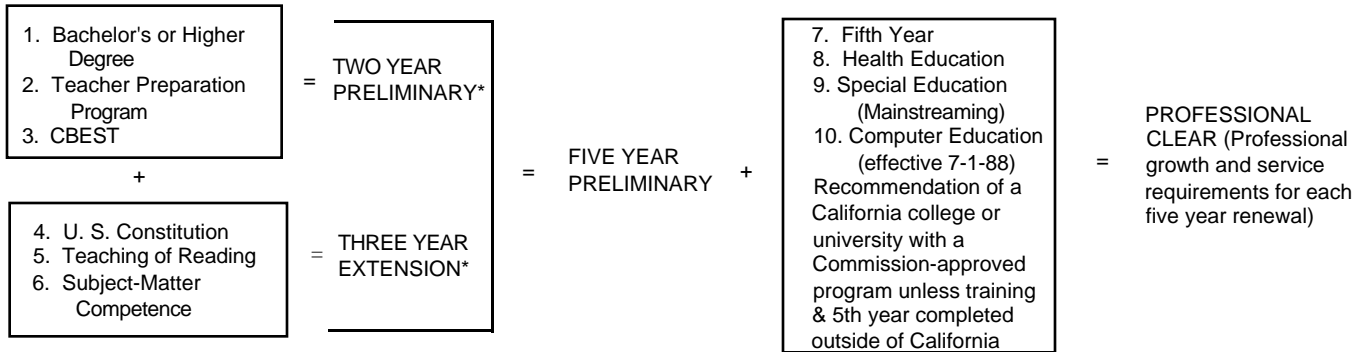 1. Bachelor's or Higher
Degree
2. Teacher Preparation
Program
3. CBEST
=
TWO YEAR
PRELIMINARY*
+
4. U. S. Constitution
5. Teaching of Reading
6. Subject-Matter
Competence
=
THREE YEAR
EXTENSION*
=
FIVE YEAR
PRELIMINARY
+
7. Fifth Year
8. Health Education
9. Special Education
(Mainstreaming)
10. Computer Education
(effective 7-1-88)
Recommendation of a
California college or
university with a
Commission-approved
program unless training
& 5th year completed
outside of California
=
PROFESSIONAL
CLEAR (Professional
growth and service
requirements for each
five year renewal)